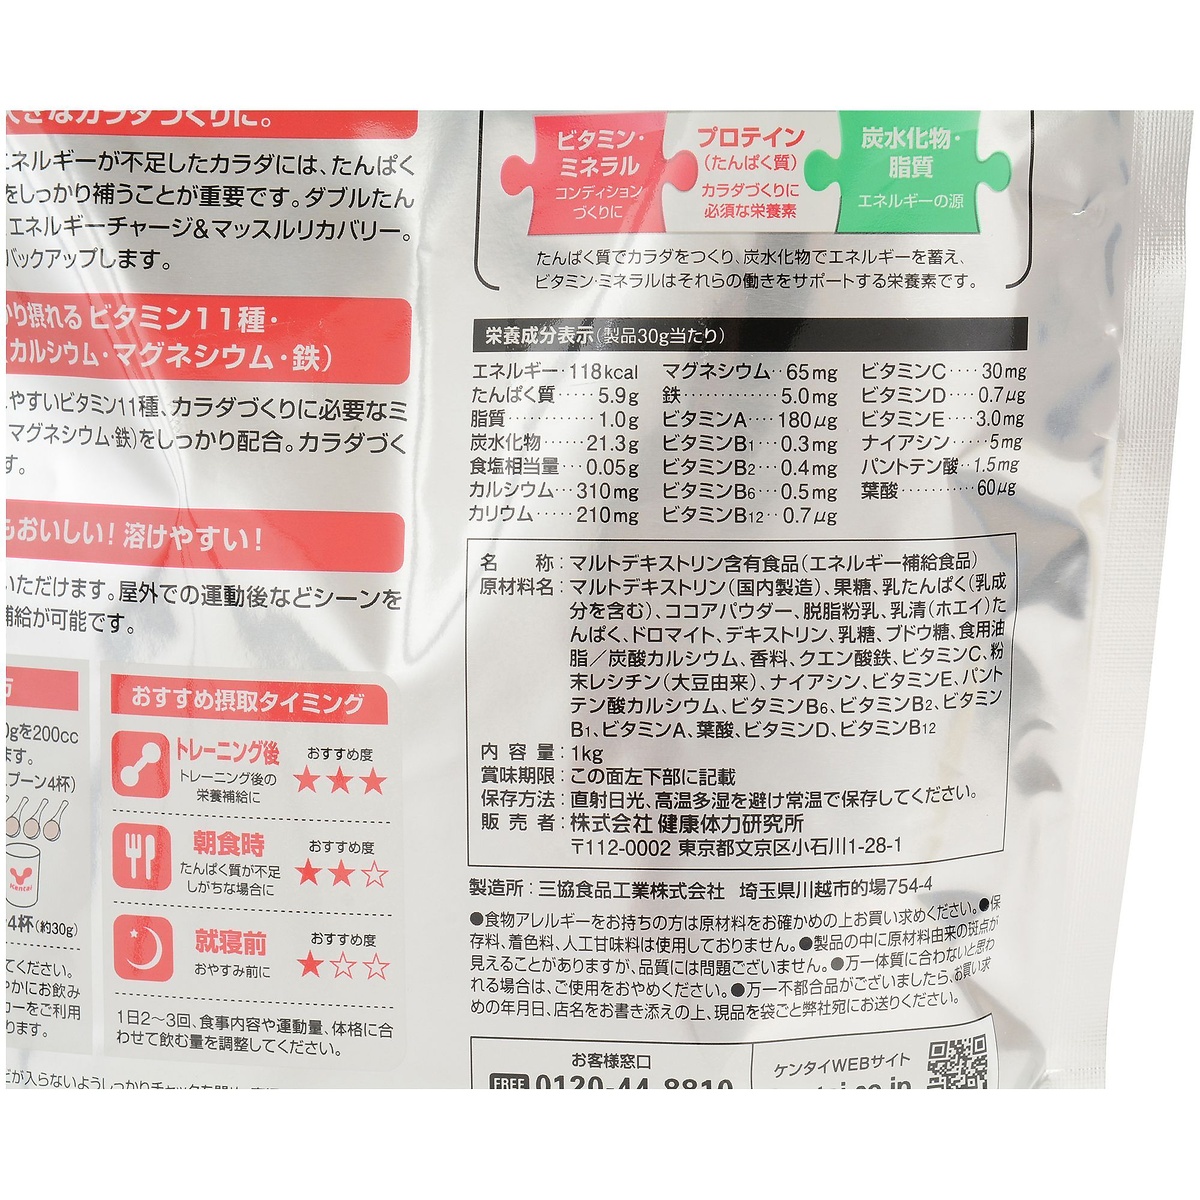 大きなカラダづくりに。
エネルギーが不足したカラダには、たんぱく
をしっかり補うことが重要です。ダブルたん
エネルギーチャージ&マッスルリカバリー。
バックアップします。
り摂れる ビタミン11種・
カルシウム・マグネシウム・鉄)
やすいビタミン11種、カラダづくりに必要なミ
マグネシウム・鉄)をしっかり配合。カラダづく
す。
もおいしい! 溶けやすい!
いただけます。屋外での運動後などシーンを
補給が可能です。
方
0gを200cc
ます。
プーン4杯)
Kentai
4杯(約30g)
てください。
やかにお飲み
ローをご利用
ります。
おすすめ摂取タイミング
トレーニング後
トレーニング後の
栄養補給に
おすすめ度
★★★
朝食時
たんぱく質が不足
しがちな場合に
おすすめ度
★★☆
就寝前
おやすみ前に
おすすめ度
★☆☆
1日2〜3回、食事内容や運動量、体格に合
わせて飲む量を調整してください。
が入らないようしっかりチャックを閉め
ビタミン・
ミネラル
コンディション
づくりに
プロテイン
(たんぱく質)
カラダづくりに
必須な栄養素
炭水化物・
脂質
エネルギーの源
たんぱく質でカラダをつくり、炭水化物でエネルギーを蓄え、
ビタミン・ミネラルはそれらの働きをサポートする栄養素です。
栄養成分表示(製品30g当たり)
エネルギー・118kcal
たんぱく質‥‥‥5.9g
脂質‥‥‥‥‥1.0g
炭水化物‥‥‥21.3g
食塩相当量‥0.05g
カルシウム‥310mg
カリウム‥‥210mg
マグネシウム‥65mg
鉄‥‥‥‥‥5.0mg
ビタミンA‥‥180μg
ビタミンB1‥‥0.3mg
ビタミンB2‥‥0.4mg
ビタミンB6‥‥0.5mg
ビタミンB12‥0.7μg
ビタミンC‥‥30mg
ビタミンD‥‥0.7μg
ビタミンE‥‥3.0mg
ナイアシン‥‥5mg
パントテン酸‥1.5mg
葉酸‥‥‥‥‥60μg
名 称:マルトデキストリン含有食品(エネルギー補給食品)
原材料名:マルトデキストリン(国内製造)、果糖、乳たんぱく(乳成
分を含む)、ココアパウダー、脱脂粉乳、乳清(ホエイ)た
んぱく、ドロマイト、デキストリン、乳糖、ブドウ糖、食用油
脂/炭酸カルシウム、香料、クエン酸鉄、ビタミンC、粉
末レシチン(大豆由来)、ナイアシン、ビタミンE、パント
テン酸カルシウム、ビタミンB6、ビタミンB2、ビタミン
B1、ビタミンA、葉酸、ビタミンD、ビタミンB12
内容量:1kg
賞味期限:この面左下部に記載
保存方法:直射日光、高温多湿を避け常温で保存してください。
販売者:株式会社 健康体力研究所
〒112-0002 東京都文京区小石川1-28-1
製造所:三協食品工業株式会社 埼玉県川越市的場754-4
●食物アレルギーをお持ちの方は原材料をお確かめの上お買い求めください。●保
存料、着色料、人工甘味料は使用しておりません。●製品の中に原材料由来の斑点が
見えることがありますが、品質には問題ございません。●万一体質に合わないと思わ
れる場合は、ご使用をおやめください。●万一不都合品がございましたら、お買い求
めの年月日、店名をお書き添えの上、現品を袋ごと弊社宛にお送りください。
お客様窓口
FREE 0120-44-8810
ケンタイWEBサイト